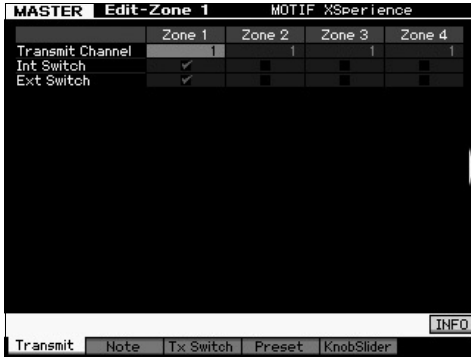 MASTER Edit-Zone 1 MOTIF XSperience
Zone 1 Zone 2 Zone 3 Zone 4
Transmit Channel 1 1 1 1
Int Switch
Ext Switch
INFO
Transmit Note Tx Switch Preset KnobSlider